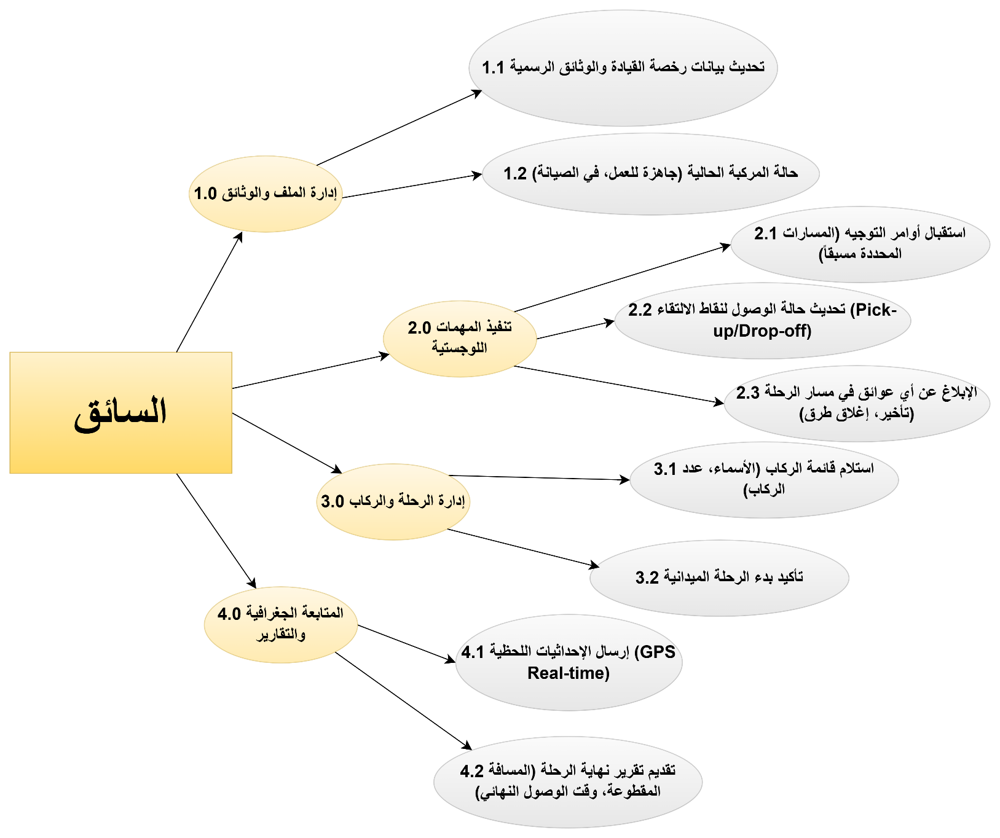 تحديث بيانات رخصة القيادة والوثائق الرسمية 1.1
حالة المركبة الحالية (جاهزة للعمل، في الصيانة) 1.2
إدارة الملف والوثائق 1.0
استقبال أوامر التوجيه (المسارات 2.1
المحددة مسبقاً)
تحديث حالة الوصول لنقاط الالتقاء 2.2 (Pick-
up/Drop-off)
تنفيذ المهمات 2.0
اللوجستية
الإبلاغ عن أي عوائق في مسار الرحلة 2.3
(تأخير، إغلاق طرق)
السائق
استلام قائمة الركاب (الأسماء، عدد 3.1
الركاب)
إدارة الرحلة والركاب 3.0
تأكيد بدء الرحلة الميدانية 3.2
المتابعة الجغرافية 4.0
والتقارير
إرسال الإحداثيات اللحظية 4.1 (GPS
Real-time)
تقديم تقرير نهاية الرحلة (المسافة 4.2
المقطوعة، وقت الوصول النهائي)